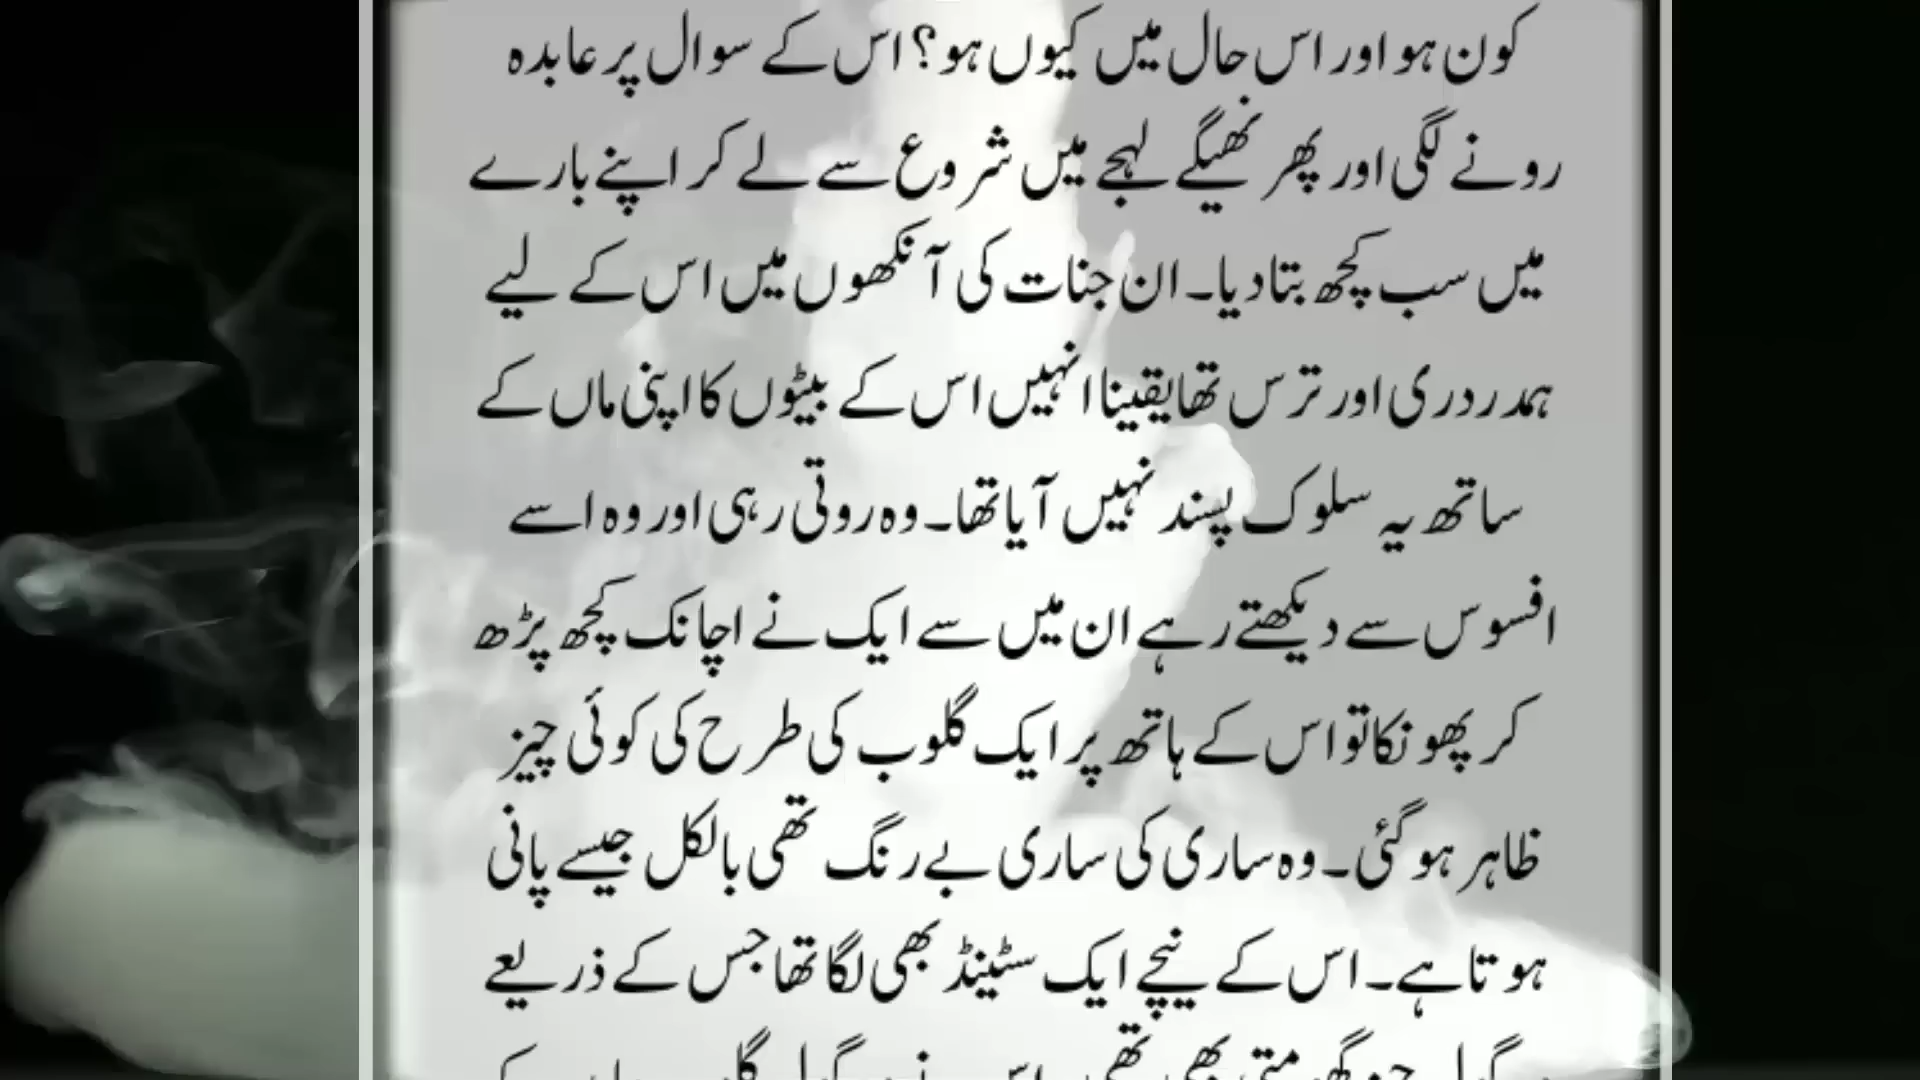 کون ہو اور اس حال میں کیوں ہو؟ اس کے سوال پر عابدہ
رونے لگی اور پھر بھیگے لہجے میں شروع سے لے کر اپنے بارے
میں سب کچھ بتا دیا۔ ان جنات کی آنکھوں میں اس کے لیے
ہمدردری اور ترس تھا یقینا انہیں اس کے بیٹوں کا اپنی ماں کے
ساتھ یہ سلوک پسند نہیں آیا تھا۔ وہ روتی رہی اور وہ اسے
افسوس سے دیکھتے رہے ان میں سے ایک نے اچانک کچھ پڑھ
کر پھونکا تو اس کے ہاتھ پر ایک گلوب کی طرح کی کوئی چیز
ظاہر ہو گئی۔ وہ ساری کی ساری بے رنگ تھی بالکل جیسے پانی
ہوتا ہے۔ اس کے نیچے ایک سٹینڈ بھی لگا تھا جس کے ذریعے